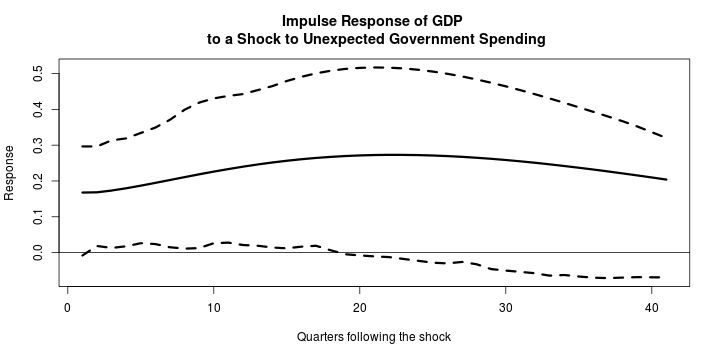 Impulse Response of GDP
to a Shock to Unexpected Government Spending
Response
0.5
0.4
0.3
0.2
0.1
0.0
0 10 20 30 40
Quarters following the shock